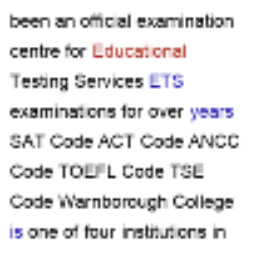 been an official examination
centre for Educational
Testing Services ETS
examinations for over years
SAT Code ACT Code ANCC
Code TOEFL Code TSE
Code Warnborough College
is one of four institutions in